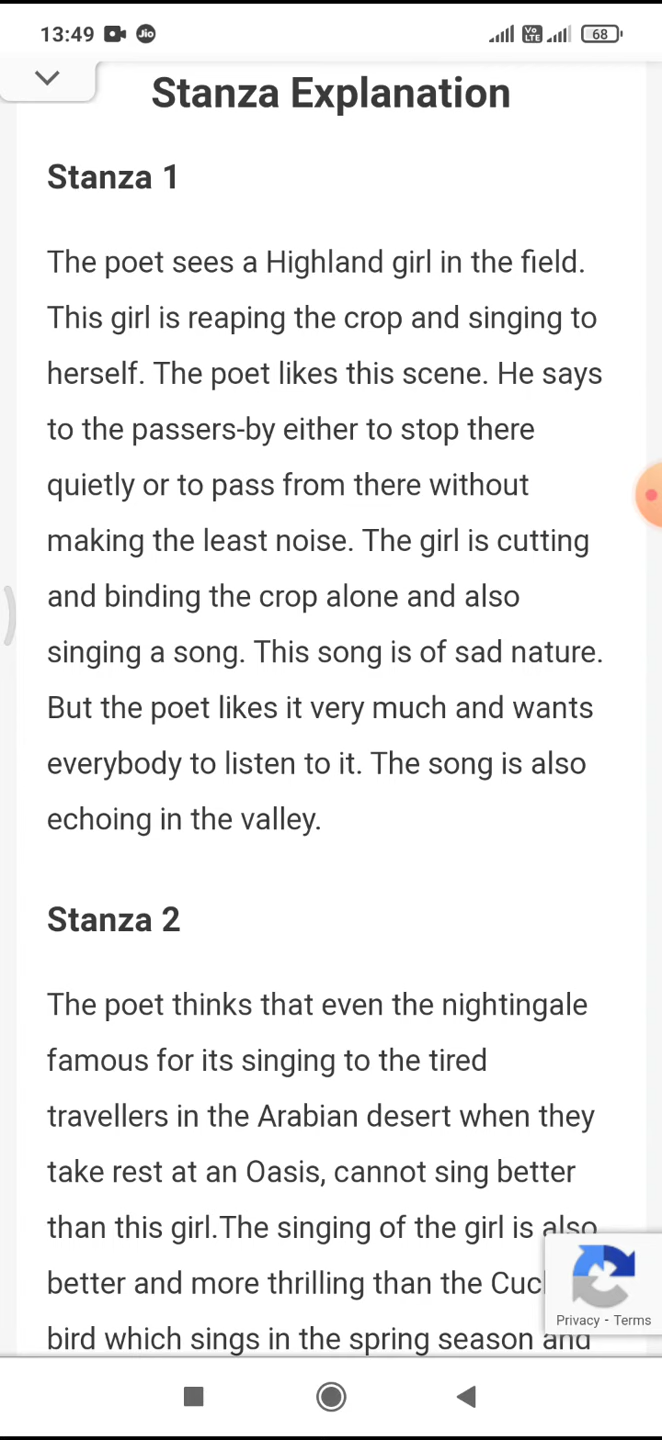 13:49 Jio Vo LTE 68
Stanza Explanation
Stanza 1
The poet sees a Highland girl in the field.
This girl is reaping the crop and singing to
herself. The poet likes this scene. He says
to the passers-by either to stop there
quietly or to pass from there without
making the least noise. The girl is cutting
and binding the crop alone and also
singing a song. This song is of sad nature.
But the poet likes it very much and wants
everybody to listen to it. The song is also
echoing in the valley.
Stanza 2
The poet thinks that even the nightingale
famous for its singing to the tired
travellers in the Arabian desert when they
take rest at an Oasis, cannot sing better
than this girl.The singing of the girl is also
better and more thrilling than the
bird which sings in the spring season and
Privacy - Terms